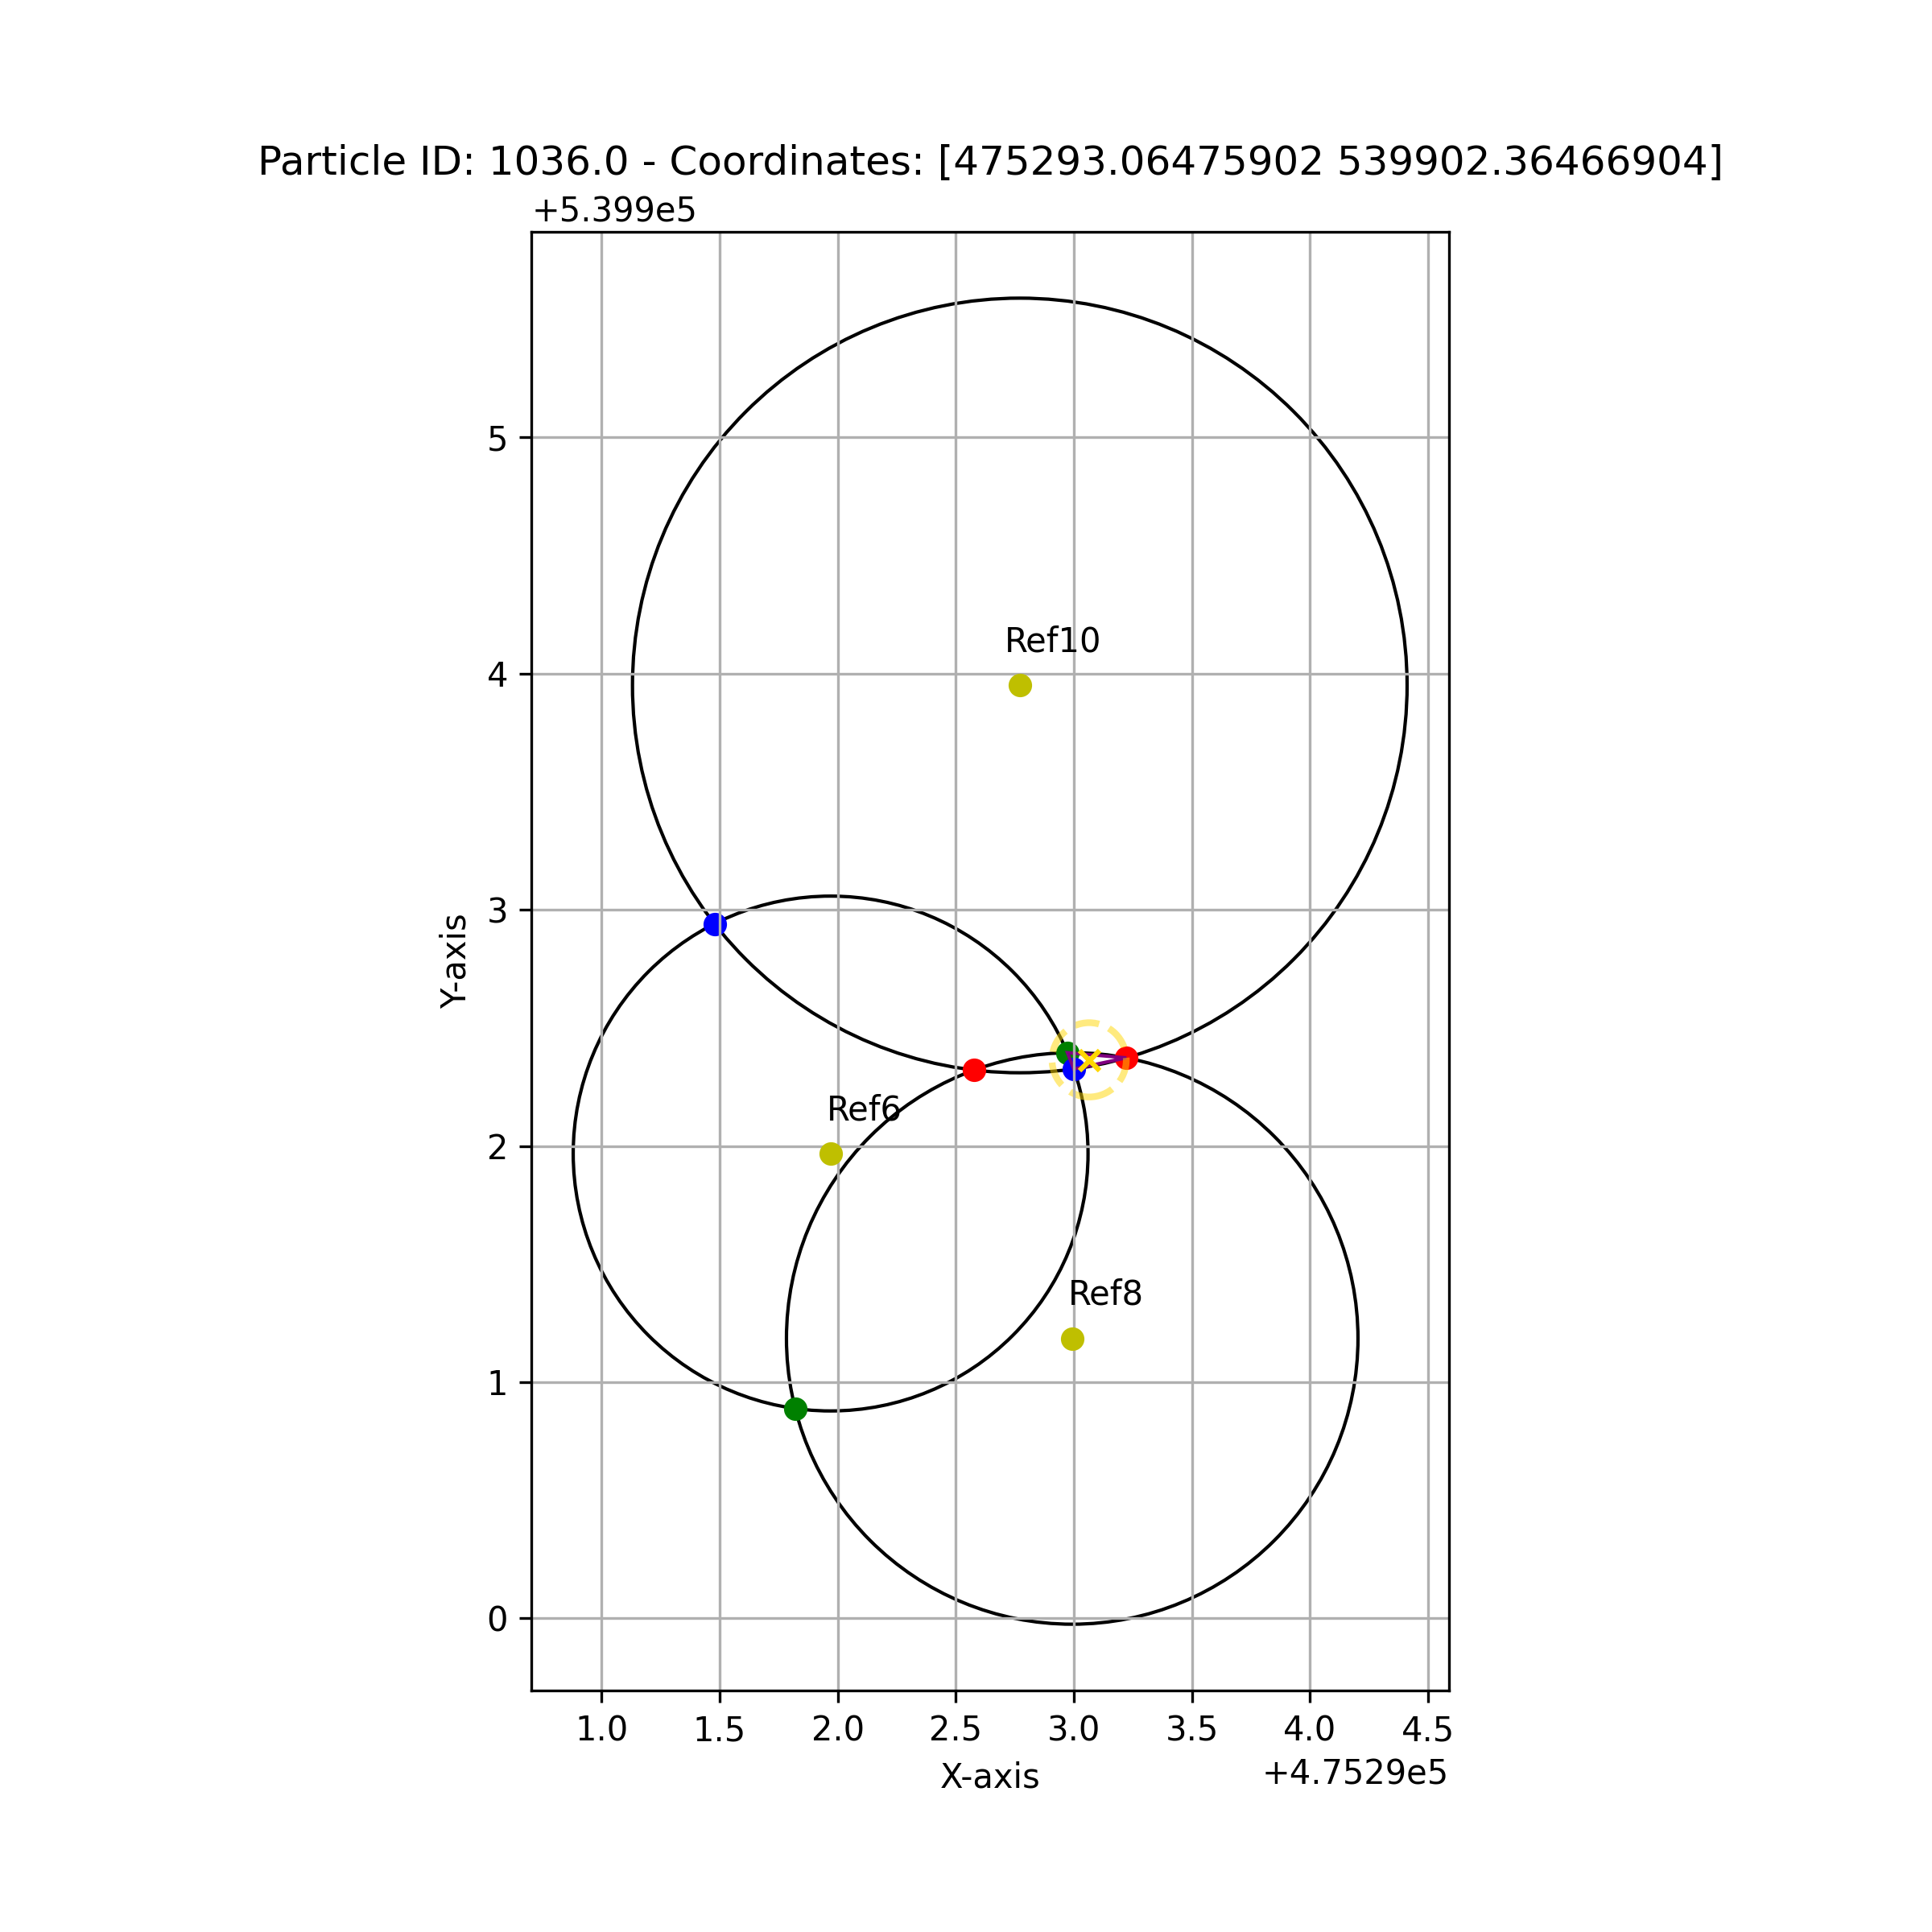 Particle ID: 1036.0 - Coordinates: [475293.06475902 539902.36466904]
+5.399e5
5
Ref10
4
3
Y-axis
Ref6
2
Ref8
1
0
1.0 1.5 2.0 2.5 3.0 3.5 4.0 4.5
X-axis
+4.7529e5